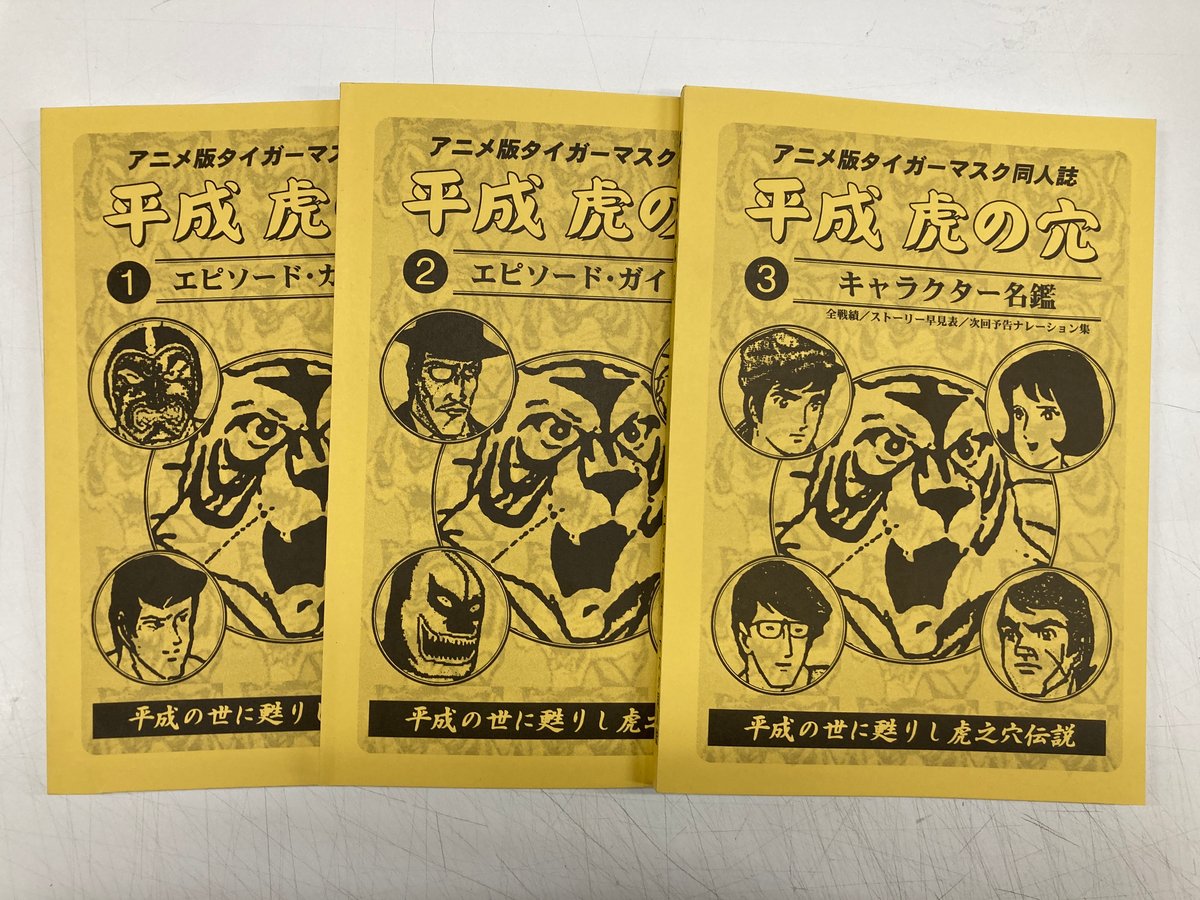 アニメ版タイガーマス
平成 虎
1
エピソード・ガ
平成の世に甦りし
アニメ版タイガーマスク
平成 虎の
2
エピソード・ガイ
平成の世に甦りし虎
アニメ版タイガーマスク同人誌
平成 虎の穴
3
キャラクター名鑑
全戦績／ストーリー早見表／次回予告ナレーション集
平成の世に甦りし虎之穴伝説